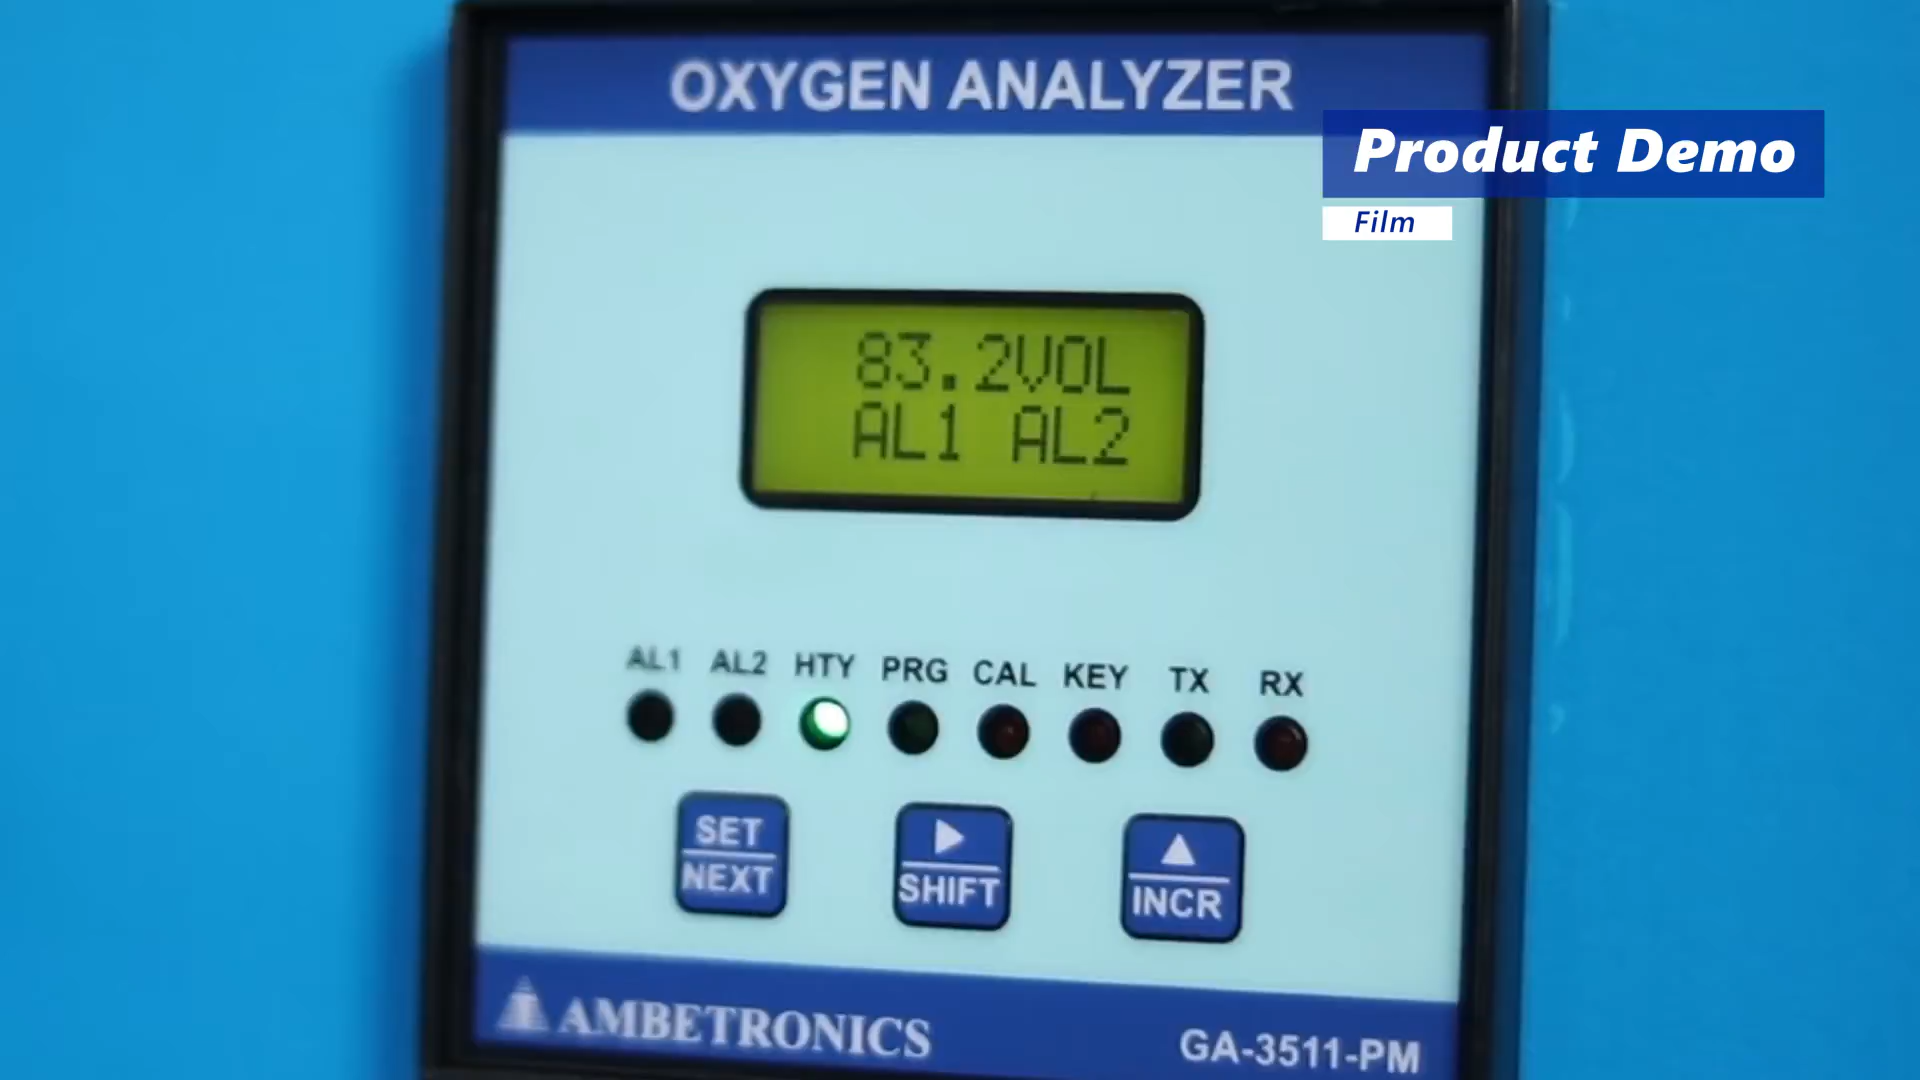 OXYGEN ANALYZER
Product Demo
Film
83.2VOL
AL1 AL2
AL1 AL2 HTY PRG CAL KEY TX RX
SET
NEXT
SHIFT
INCR
AMBETRONICS
GA-3511-PM